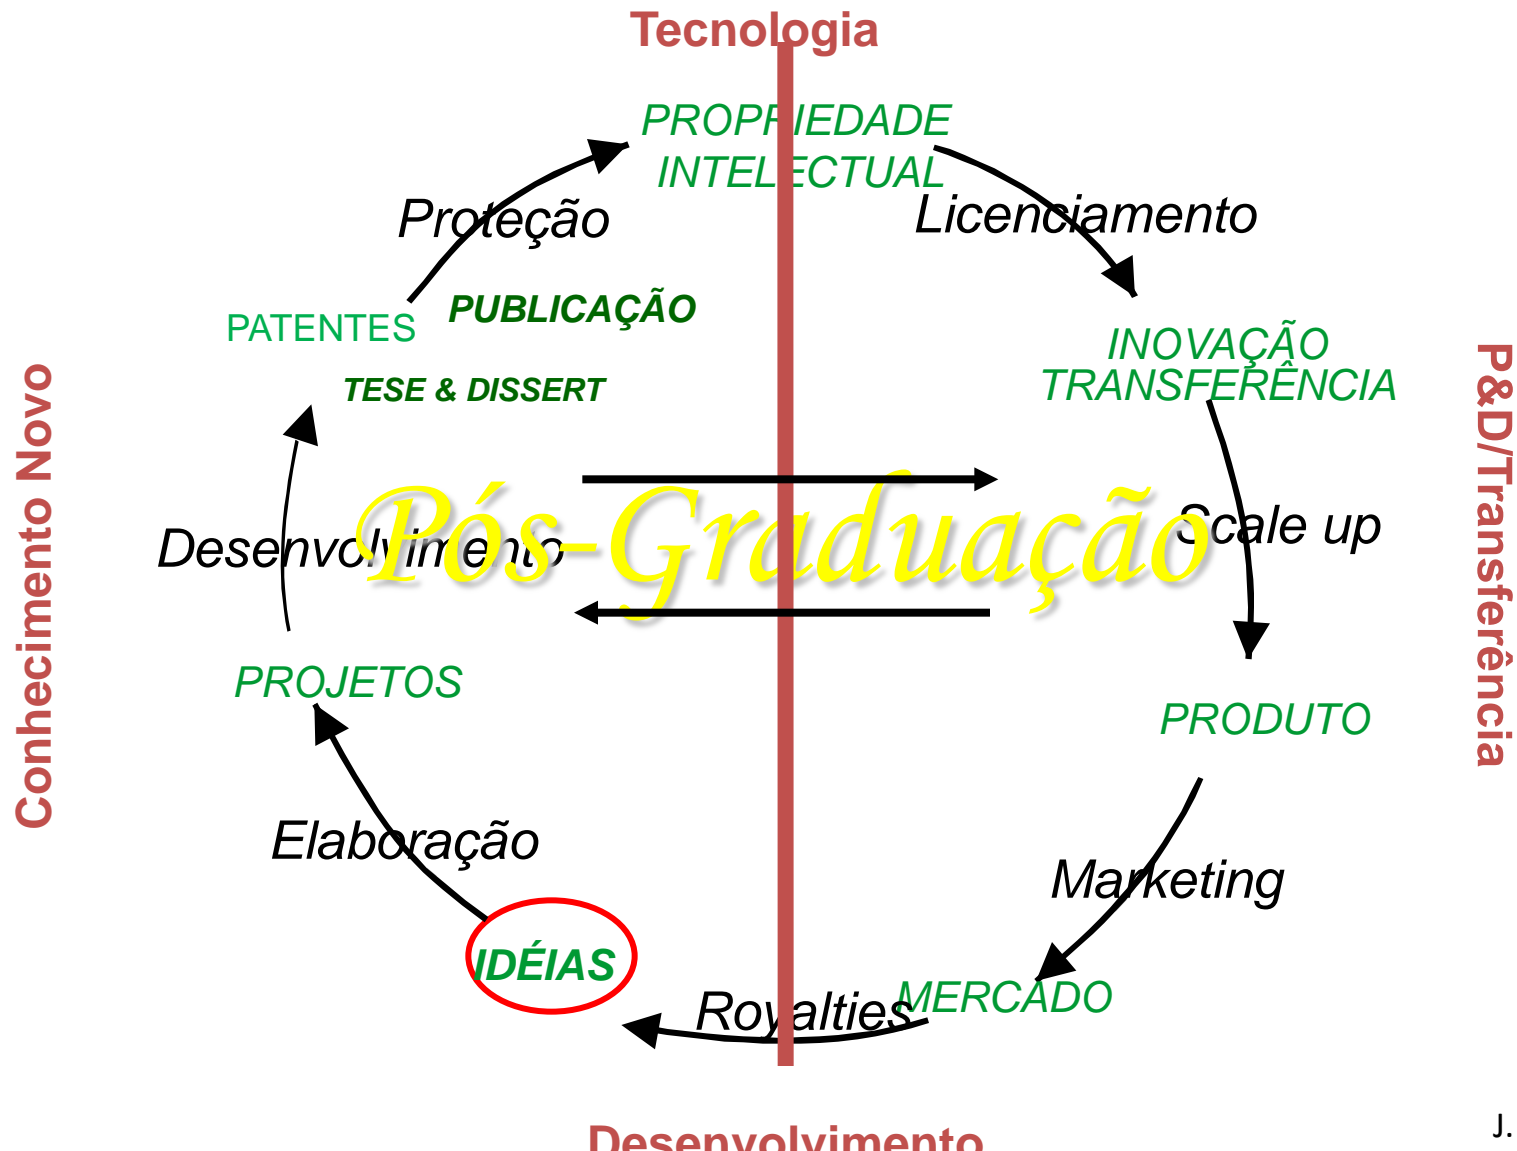 Tecnologia
PROPRIEDADE
INTELECTUAL
Proteção
Licenciamento
PATENTES
PUBLICAÇÃO
TESE & DISSERT
INOVAÇÃO
TRANSFERÊNCIA
Conhecimento Novo
P&D/Transferência
Desenvolvimento
Pós-Graduação
Scale up
PROJETOS
PRODUTO
Elaboração
Marketing
IDÉIAS
Royalties
MERCADO
Desenvolvimento
J.